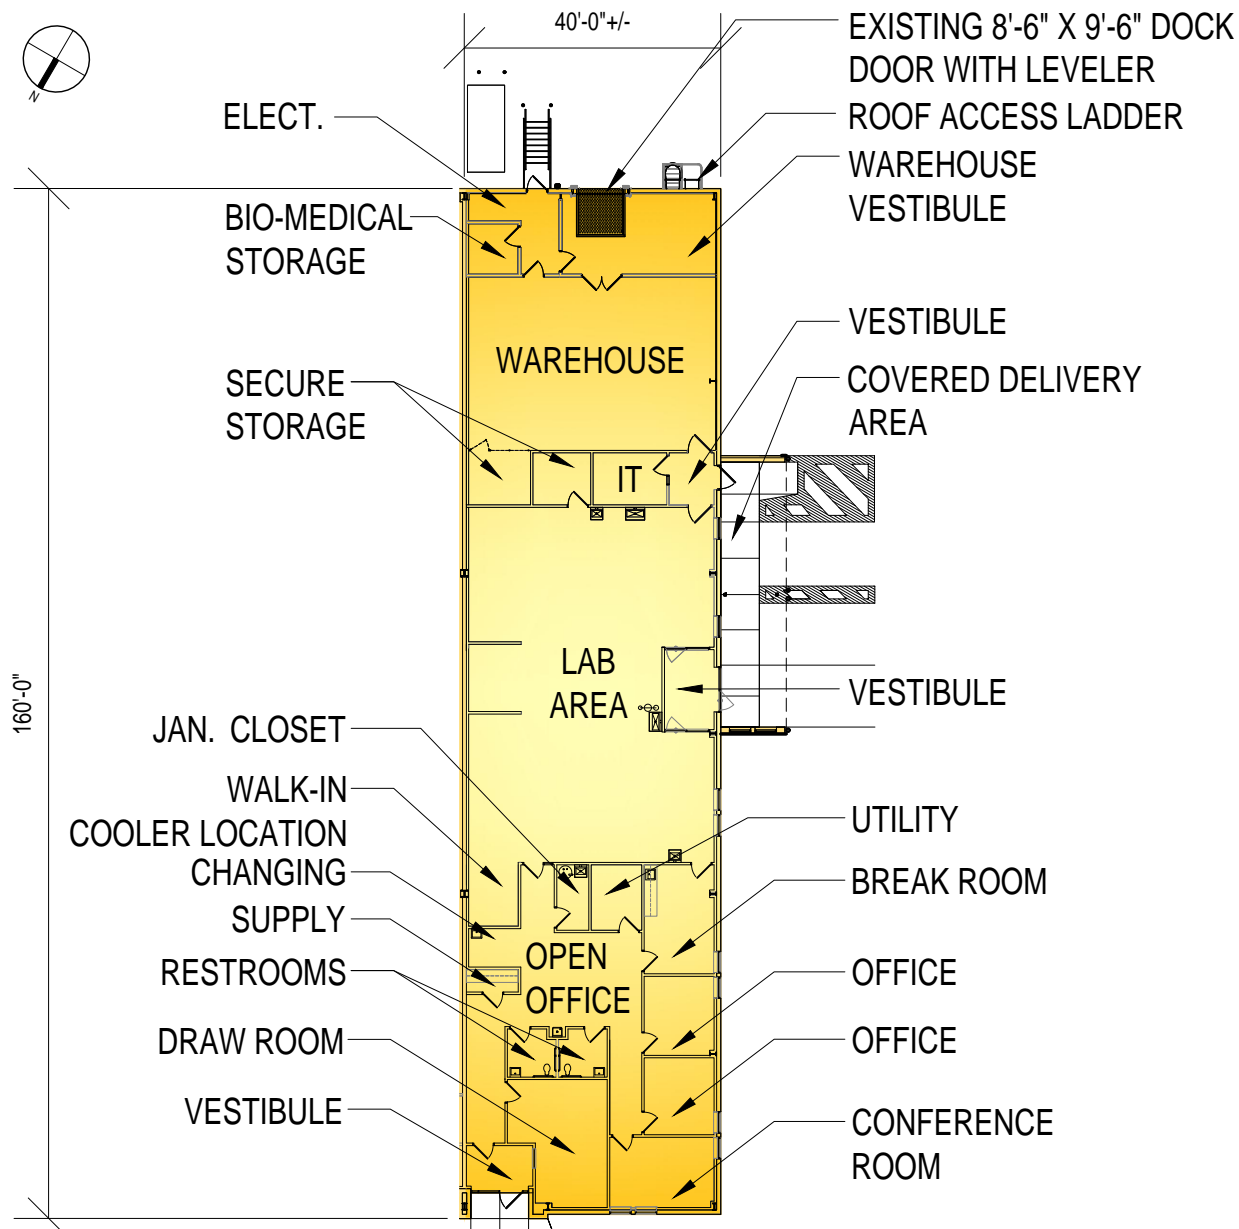 40'-0"+/-
EXISTING 8'-6" X 9'-6" DOCK
DOOR WITH LEVELER
N
ELECT.
ROOF ACCESS LADDER
WAREHOUSE
VESTIBULE
BIO-MEDICAL
STORAGE
VESTIBULE
WAREHOUSE
SECURE
STORAGE
COVERED DELIVERY
AREA
IT
LAB
AREA
160'-0"
VESTIBULE
JAN. CLOSET
WALK-IN
COOLER LOCATION
UTILITY
CHANGING
BREAK ROOM
SUPPLY
OPEN
OFFICE
RESTROOMS
OFFICE
DRAW ROOM
OFFICE
VESTIBULE
CONFERENCE
ROOM